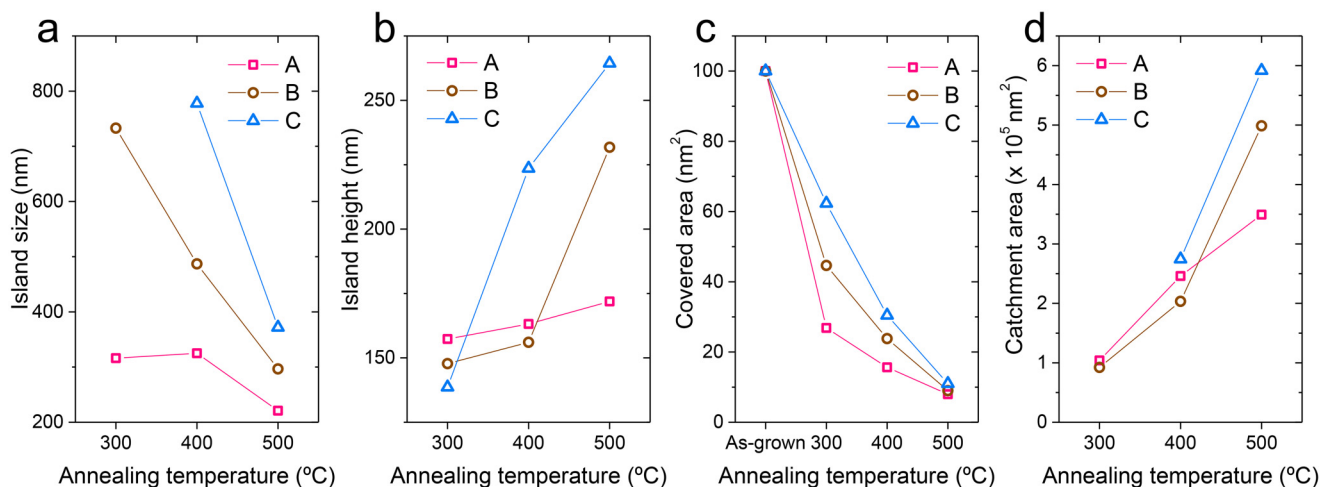 a
Island size (nm)
800
600
400
200
A
B
C
300 400 500
Annealing temperature (ºC)
b
Island height (nm)
250
200
150
A
B
C
300 400 500
Annealing temperature (ºC)
c
Covered area (nm²)
100
80
60
40
20
0
A
B
C
As-grown 300 400 500
Annealing temperature (ºC)
d
Catchment area (x 10⁵ nm²)
6
5
4
3
2
1
0
A
B
C
300 400 500
Annealing temperature (ºC)